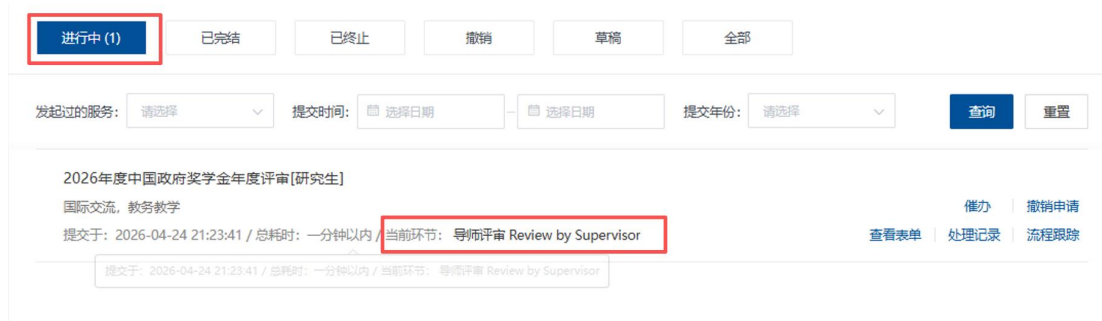 进行中 (1) 已完结 已终止 撤销 草稿 全部
发起过的服务： 请选择 提交时间： 选择日期 – 选择日期 提交年份： 请选择 查询 重置
2026年度中国政府奖学金年度评审[研究生]
国际交流，教务教学 催办 撤销申请
提交于：2026-04-24 21:23:41 / 总耗时：一分钟以内 / 当前环节： 导师评审 Review by Supervisor 查看表单 处理记录 流程跟踪
提交于：2026-04-24 21:23:41 / 总耗时：一分钟以内 / 当前环节： 导师评审 Review by Supervisor